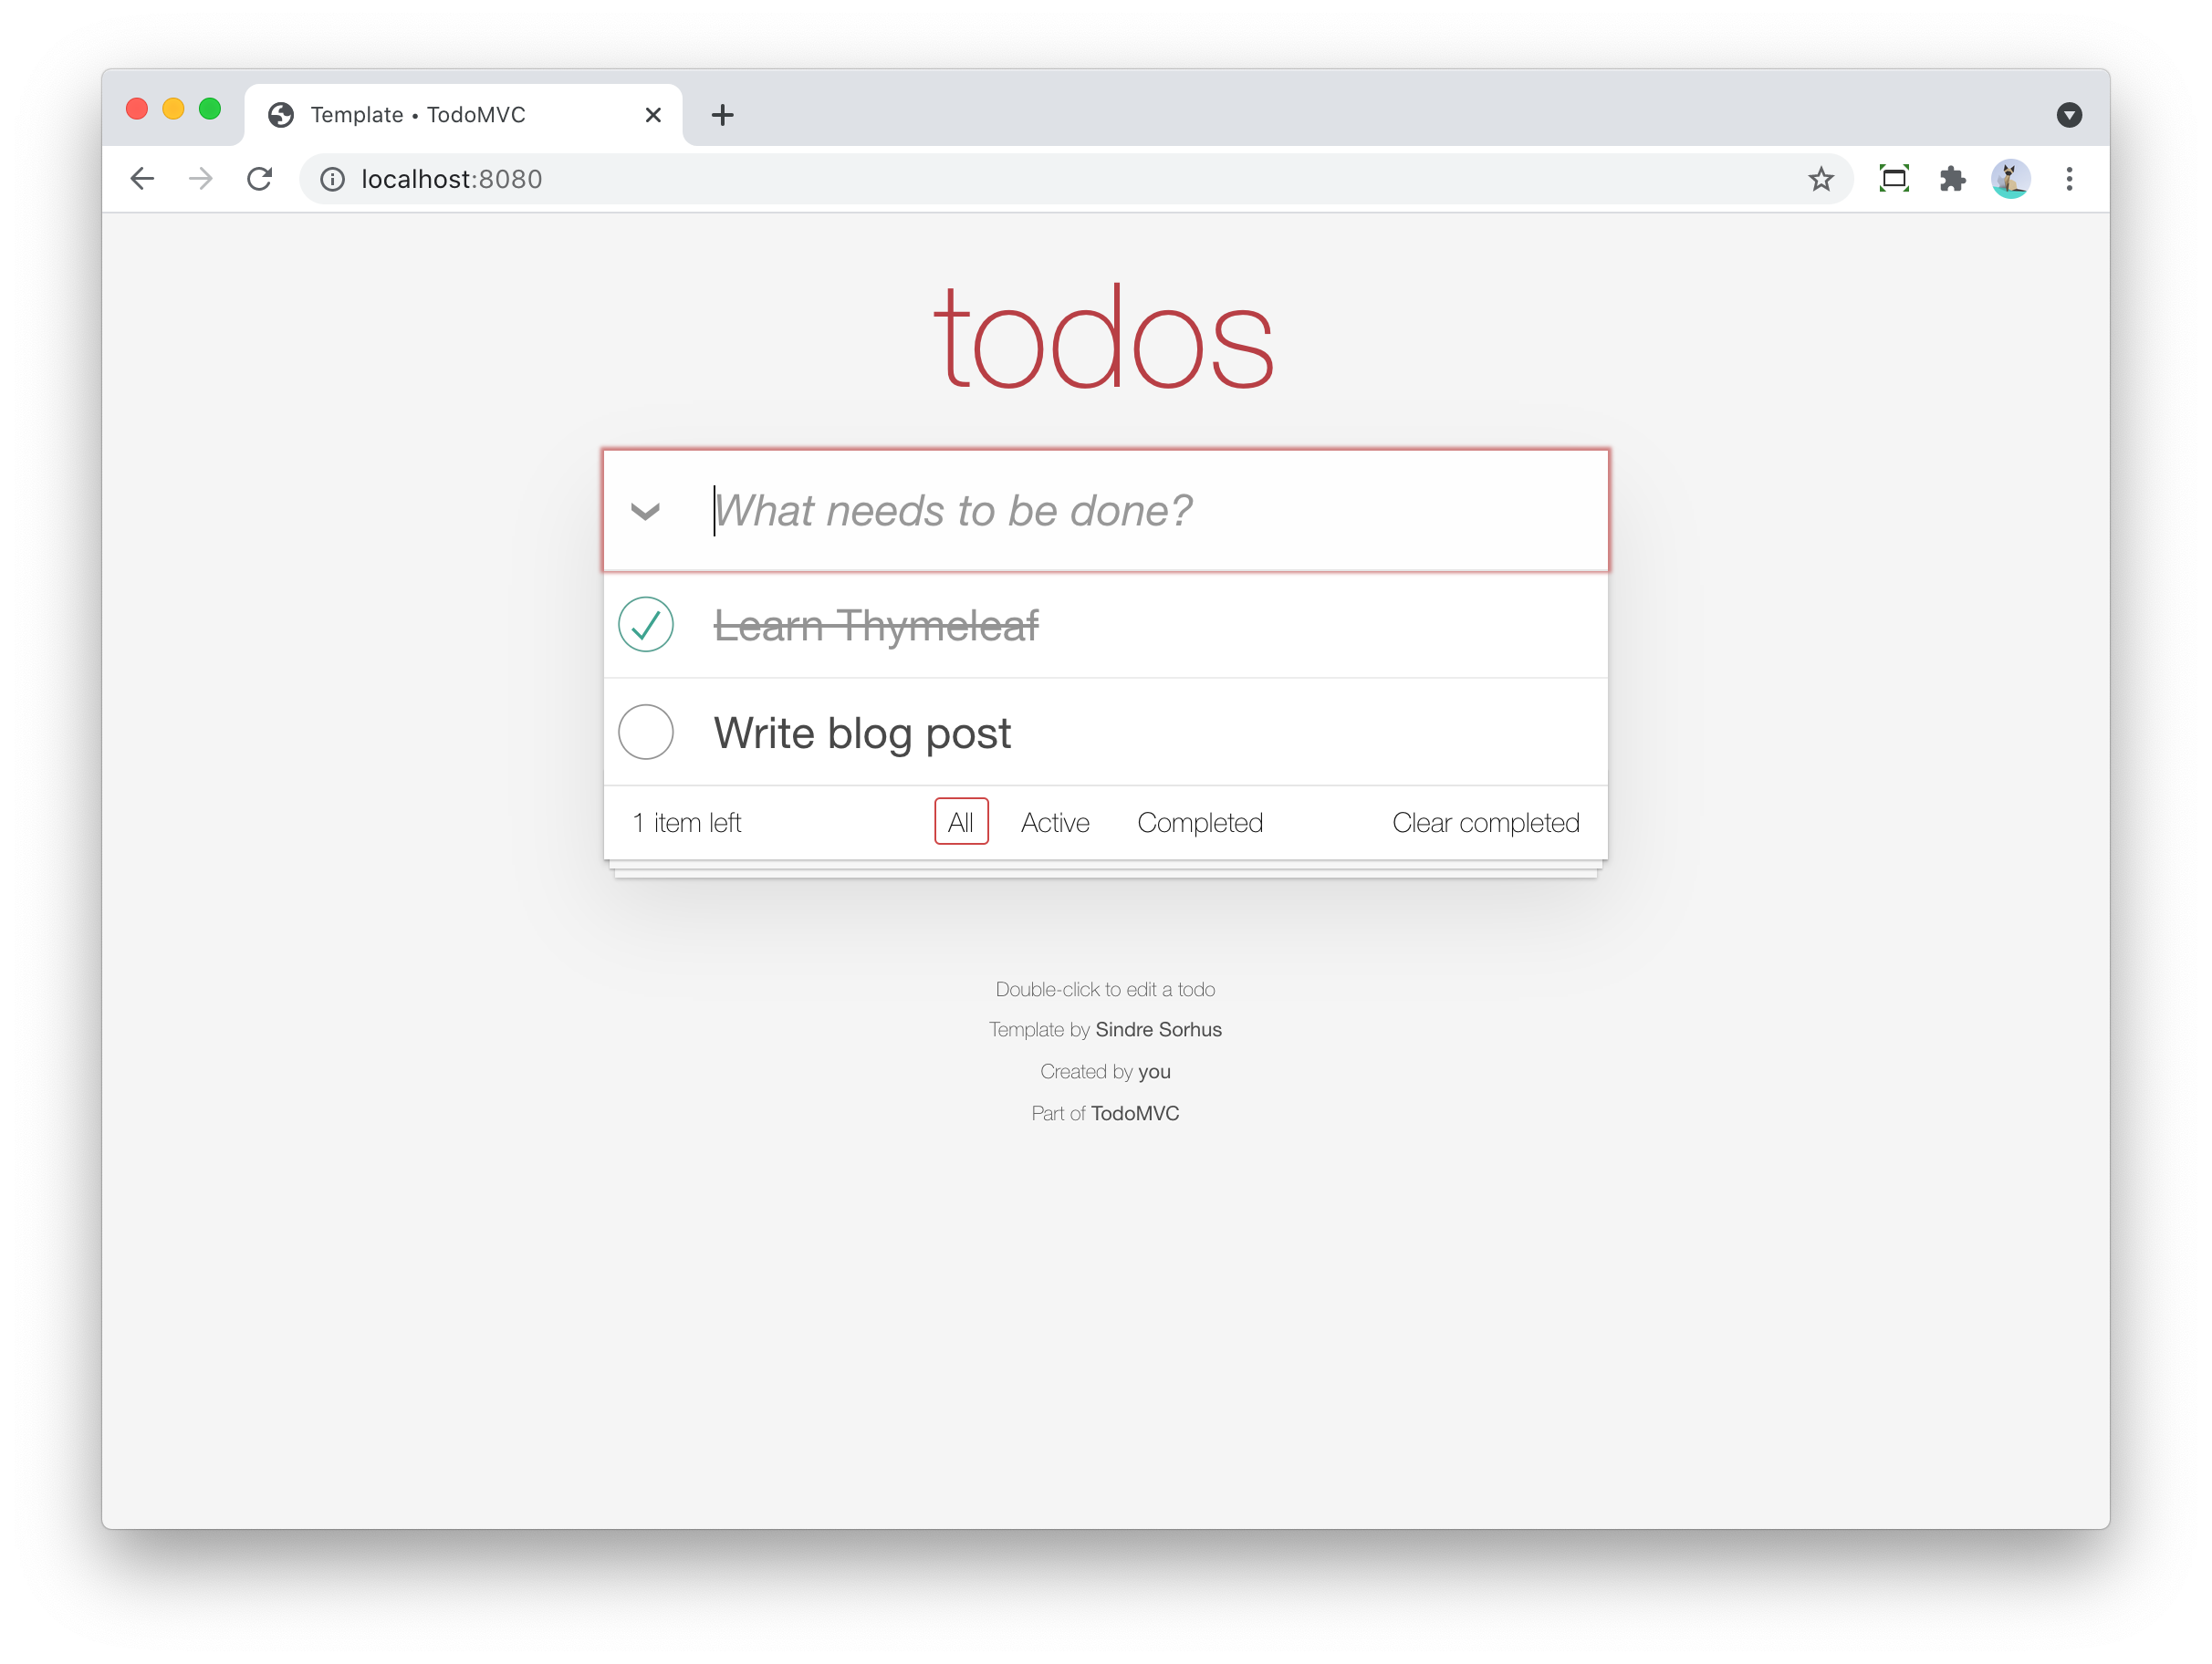 Template • TodoMVC
localhost:8080
todos
What needs to be done?
Learn Thymeleaf
Write blog post
1 item left All Active Completed Clear completed
Double-click to edit a todo
Template by Sindre Sorhus
Created by you
Part of TodoMVC